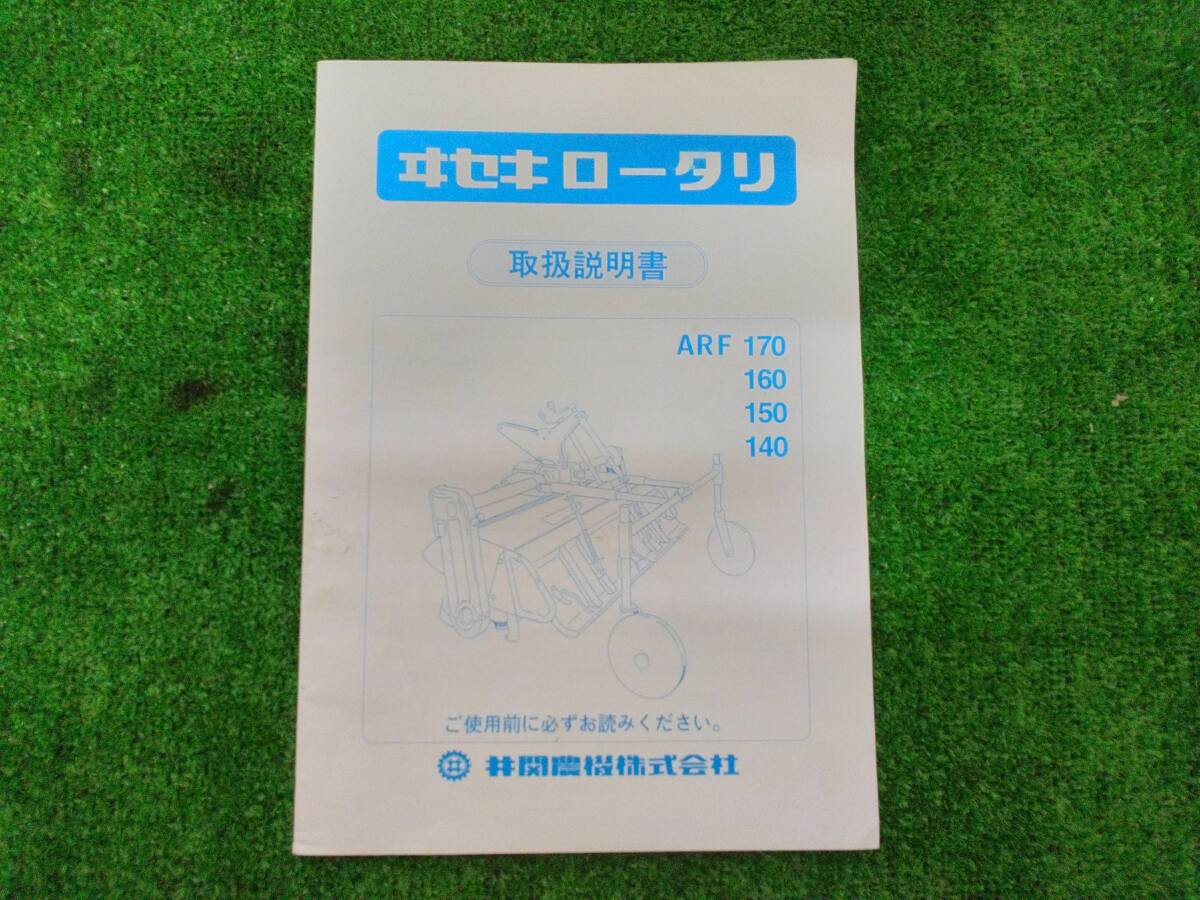 ヰセキ ロータリ
取扱説明書
ARF 170
160
150
140
ご使用前に必ずお読みください。
井関農機株式会社